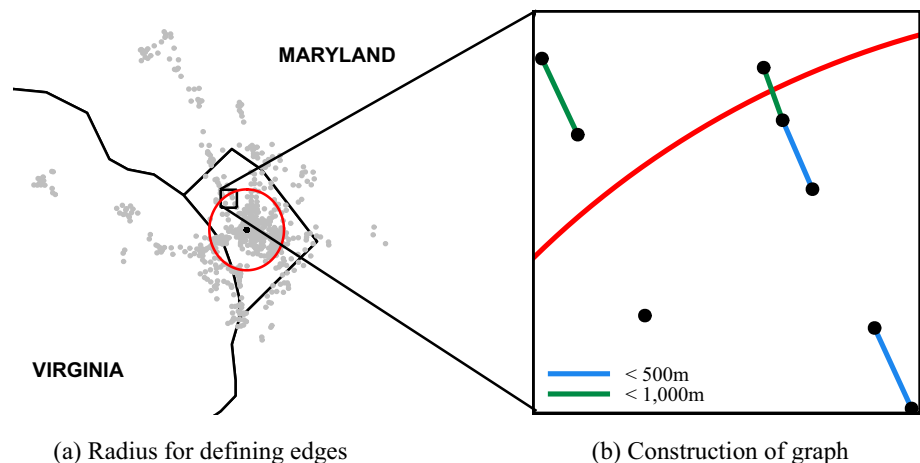 MARYLAND
VIRGINIA
< 500m
< 1,000m
(a) Radius for defining edges
(b) Construction of graph